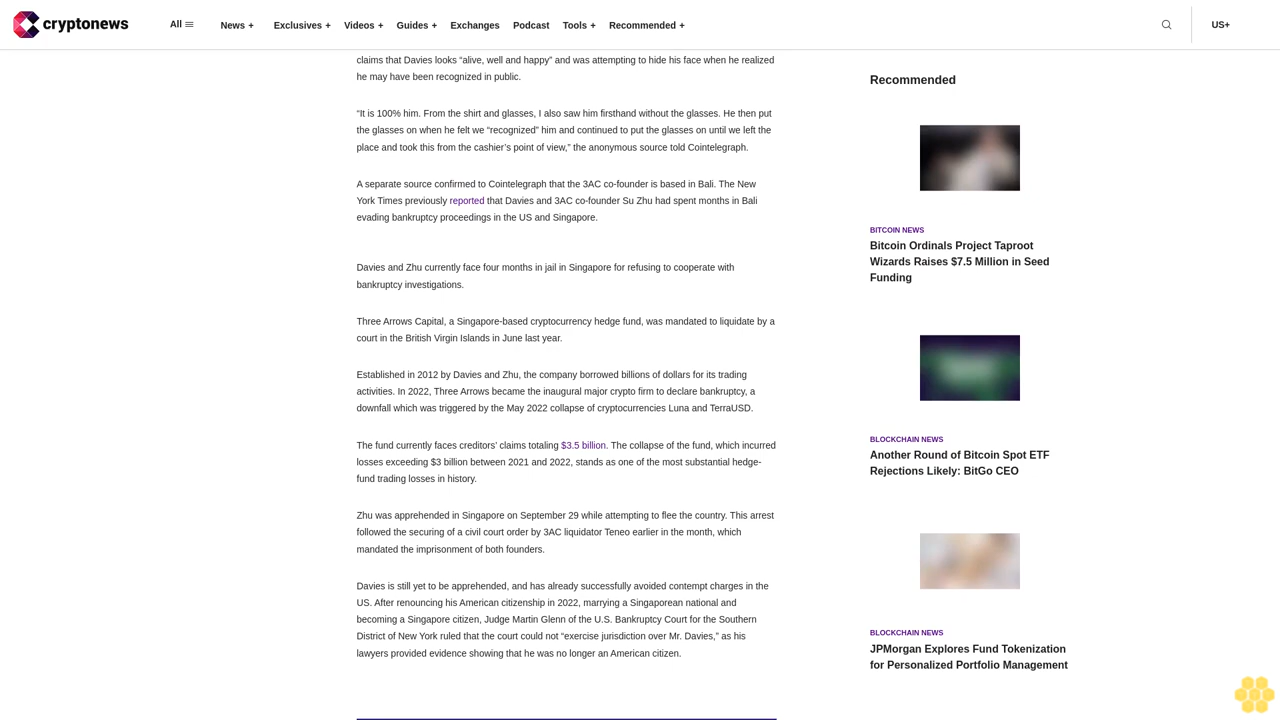 cryptonews
All
News +
Exclusives +
Videos +
Guides +
Exchanges
Podcast
Tools +
Recommended +
US+
claims that Davies looks “alive, well and happy” and was attempting to hide his face when he realized
he may have been recognized in public.
“It is 100% him. From the shirt and glasses, I also saw him firsthand without the glasses. He then put
the glasses on when he felt we “recognized” him and continued to put the glasses on until we left the
place and took this from the cashier’s point of view,” the anonymous source told Cointelegraph.
A separate source confirmed to Cointelegraph that the 3AC co-founder is based in Bali. The New
York Times previously reported that Davies and 3AC co-founder Su Zhu had spent months in Bali
evading bankruptcy proceedings in the US and Singapore.
Davies and Zhu currently face four months in jail in Singapore for refusing to cooperate with
bankruptcy investigations.
Three Arrows Capital, a Singapore-based cryptocurrency hedge fund, was mandated to liquidate by a
court in the British Virgin Islands in June last year.
Established in 2012 by Davies and Zhu, the company borrowed billions of dollars for its trading
activities. In 2022, Three Arrows became the inaugural major crypto firm to declare bankruptcy, a
downfall which was triggered by the May 2022 collapse of cryptocurrencies Luna and TerraUSD.
The fund currently faces creditors’ claims totaling $3.5 billion. The collapse of the fund, which incurred
losses exceeding $3 billion between 2021 and 2022, stands as one of the most substantial hedge-
fund trading losses in history.
Zhu was apprehended in Singapore on September 29 while attempting to flee the country. This arrest
followed the securing of a civil court order by 3AC liquidator Teneo earlier in the month, which
mandated the imprisonment of both founders.
Davies is still yet to be apprehended, and has already successfully avoided contempt charges in the
US. After renouncing his American citizenship in 2022, marrying a Singaporean national and
becoming a Singapore citizen, Judge Martin Glenn of the U.S. Bankruptcy Court for the Southern
District of New York ruled that the court could not “exercise jurisdiction over Mr. Davies,” as his
lawyers provided evidence showing that he was no longer an American citizen.
Recommended
BITCOIN NEWS
Bitcoin Ordinals Project Taproot
Wizards Raises $7.5 Million in Seed
Funding
BLOCKCHAIN NEWS
Another Round of Bitcoin Spot ETF
Rejections Likely: BitGo CEO
BLOCKCHAIN NEWS
JPMorgan Explores Fund Tokenization
for Personalized Portfolio Management